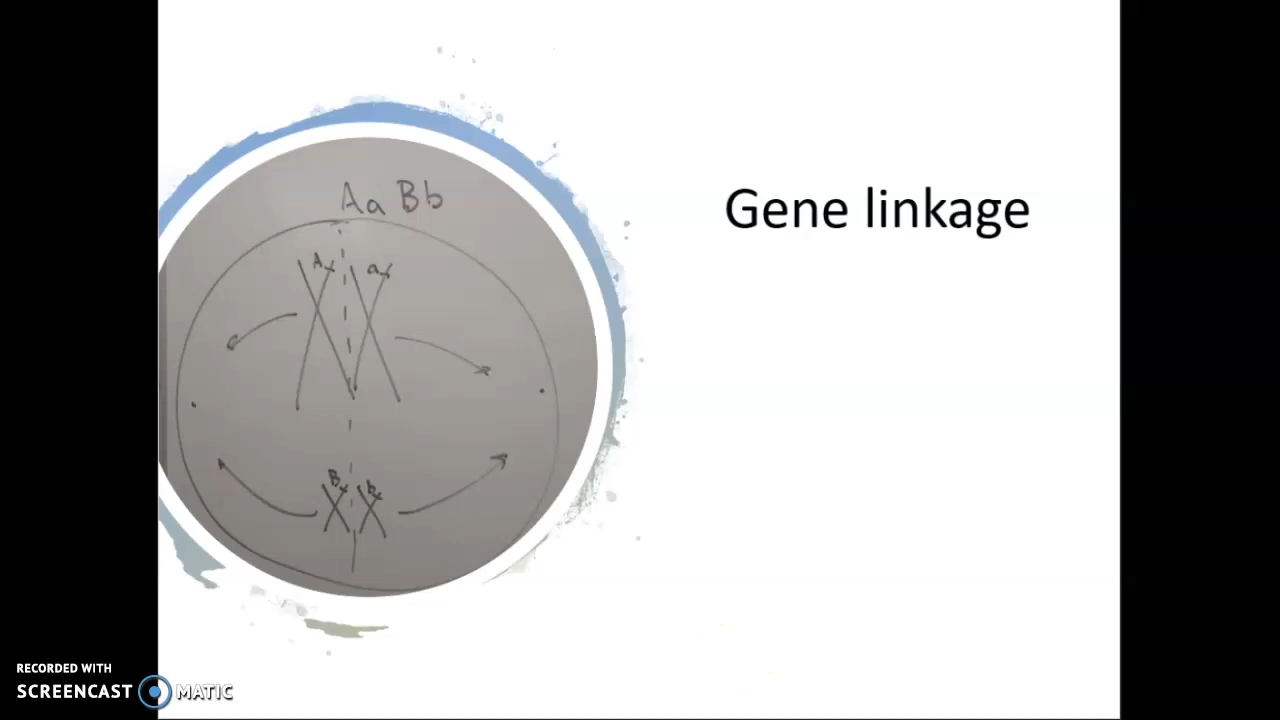 Gene linkage
Aa Bb
A a
B b
RECORDED WITH
SCREENCAST MATIC